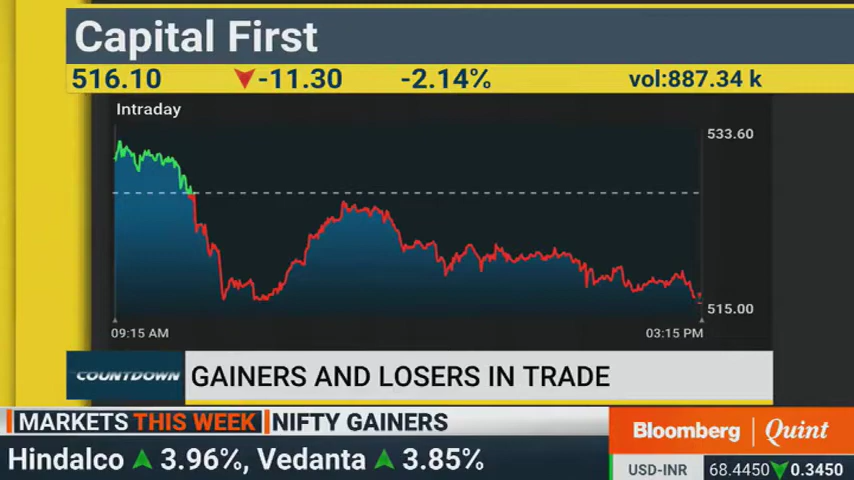 Capital First
516.10 ▼-11.30 -2.14% vol:887.34 k
Intraday
533.60
515.00
09:15 AM 03:15 PM
COUNTDOWN GAINERS AND LOSERS IN TRADE
MARKETS THIS WEEK NIFTY GAINERS
Bloomberg | Quint
Hindalco ▲ 3.96%, Vedanta ▲ 3.85%
USD-INR 68.4450 ▼ 0.3450